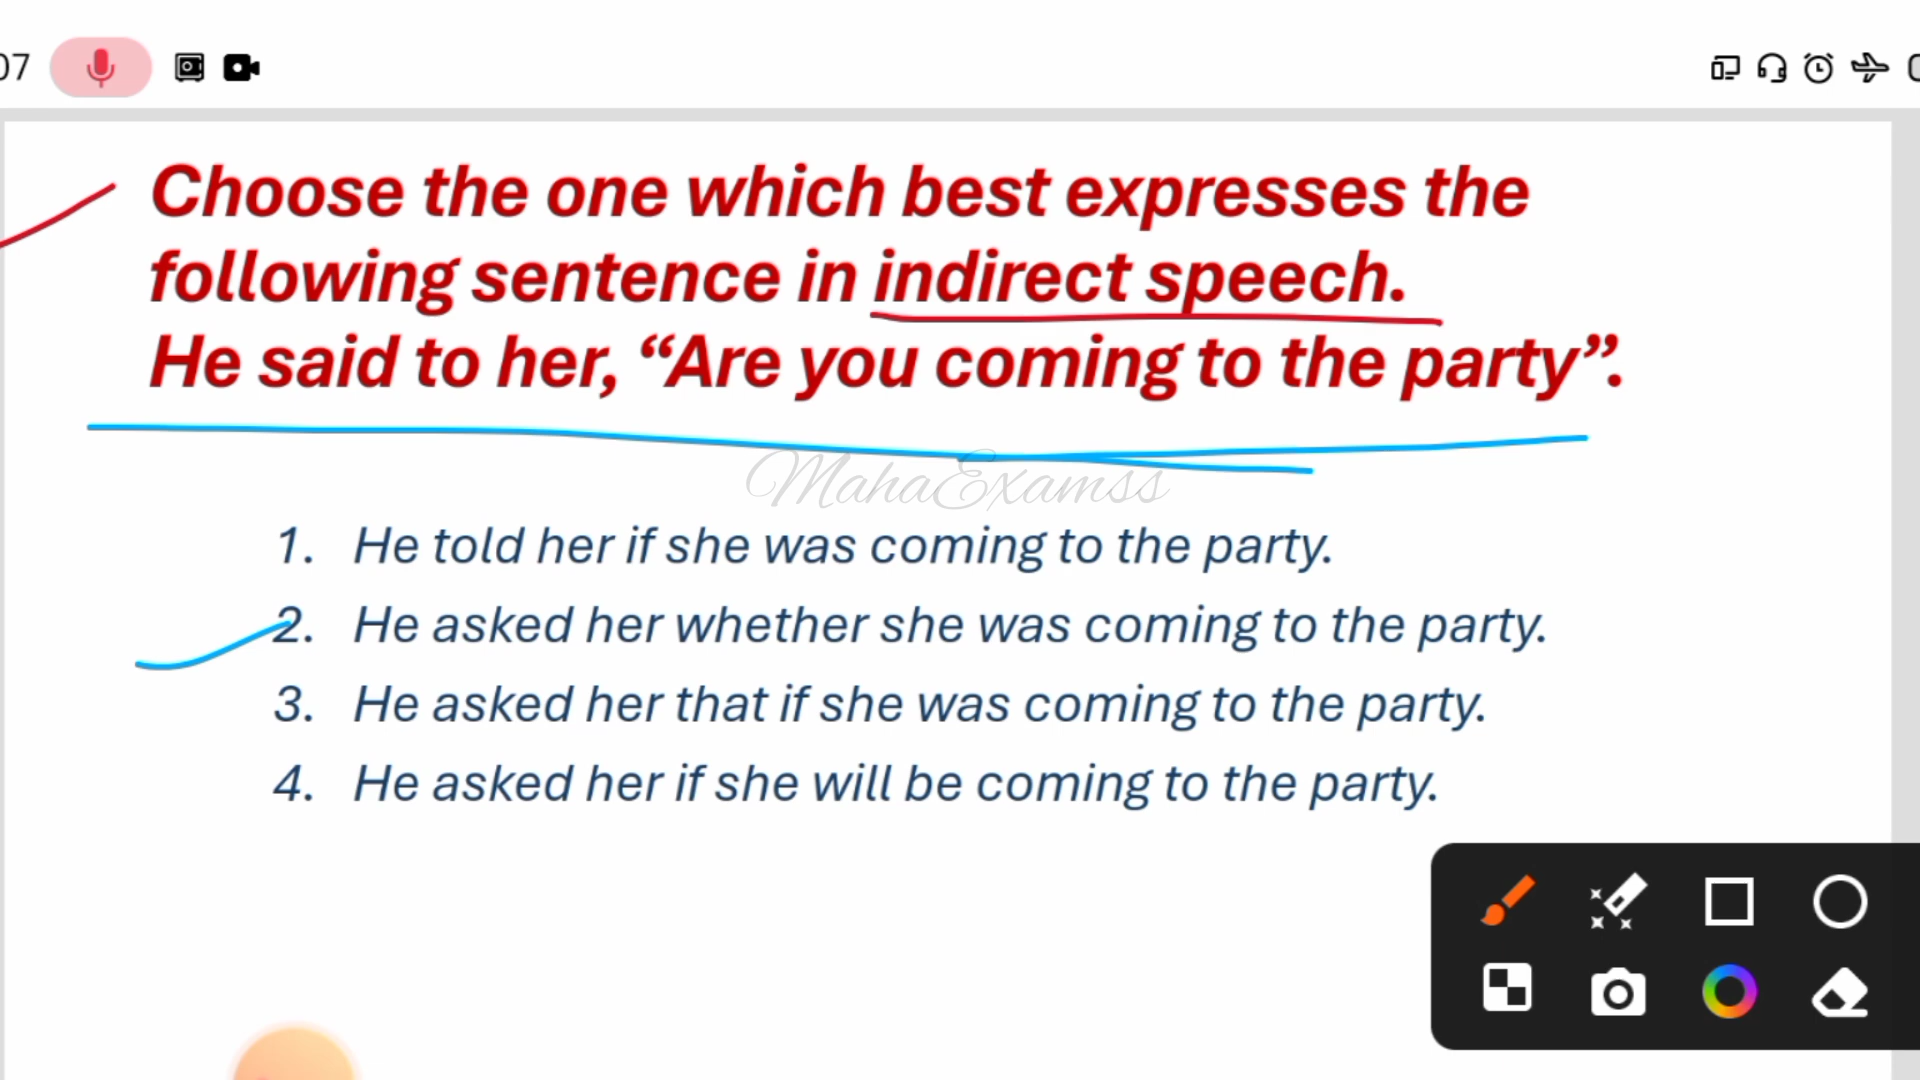 07
Choose the one which best expresses the
following sentence in indirect speech.
He said to her, “Are you coming to the party”.
MahaExamss
1. He told her if she was coming to the party.
2. He asked her whether she was coming to the party.
3. He asked her that if she was coming to the party.
4. He asked her if she will be coming to the party.